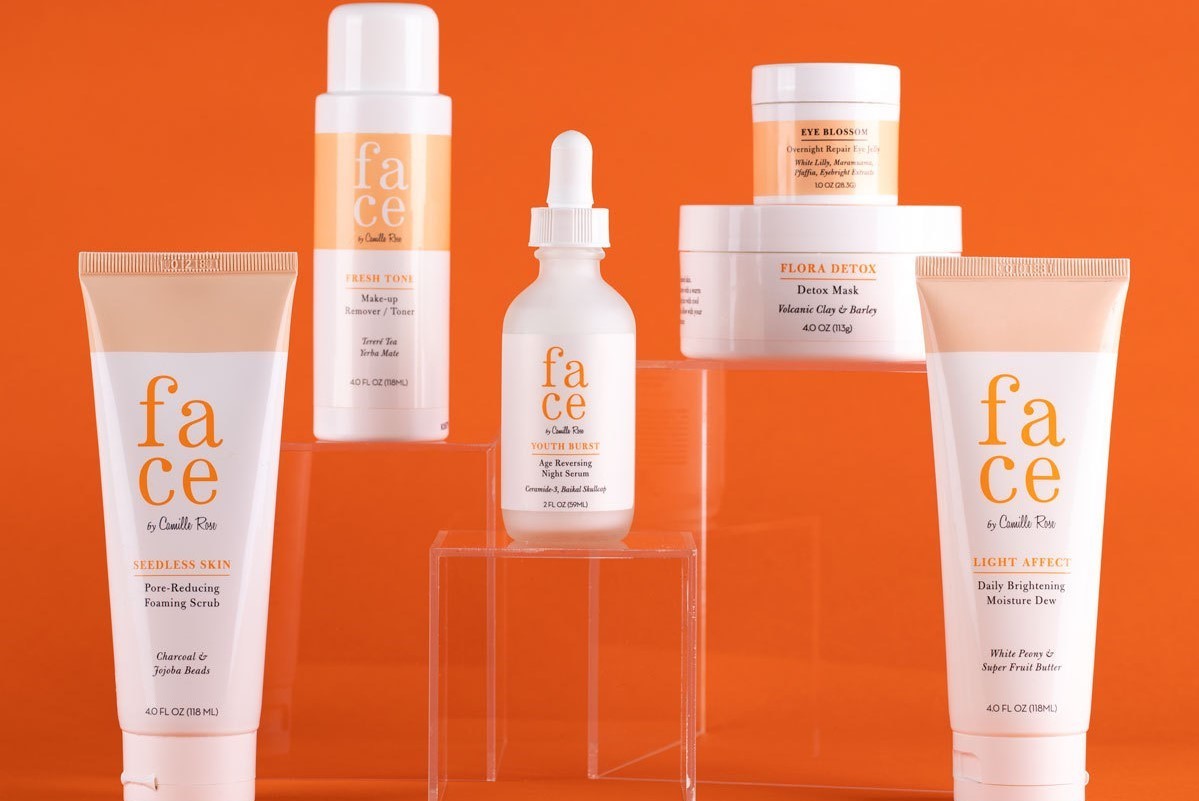 fa
ce
by Camille Rose
FRESH TONE
Make-up
Remover / Toner
Tereré Tea
Yerba Mate
4.0 FL OZ (118ML)
EYE BLOSSOM
Overnight Repair Eye Jelly
White Lilly,
Pfaffia, Eyebright Extracts
1.0 OZ (28.3G)
FLORA DETOX
Detox Mask
Volcanic Clay & Barley
4.0 OZ (113g)
fa
ce
by Camille Rose
YOUTH BURST
Age Reversing
Night Serum
Ceramide-3, Baikal Skullcap
2 FL OZ (59ML)
fa
ce
by Camille Rose
SEEDLESS SKIN
Pore-Reducing
Foaming Scrub
Charcoal &
Jojoba Beads
4.0 FL OZ (118 ML)
fa
ce
by Camille Rose
LIGHT AFFECT
Daily Brightening
Moisture Dew
White Peony &
Super Fruit Butter
4.0 FL OZ (118ML)